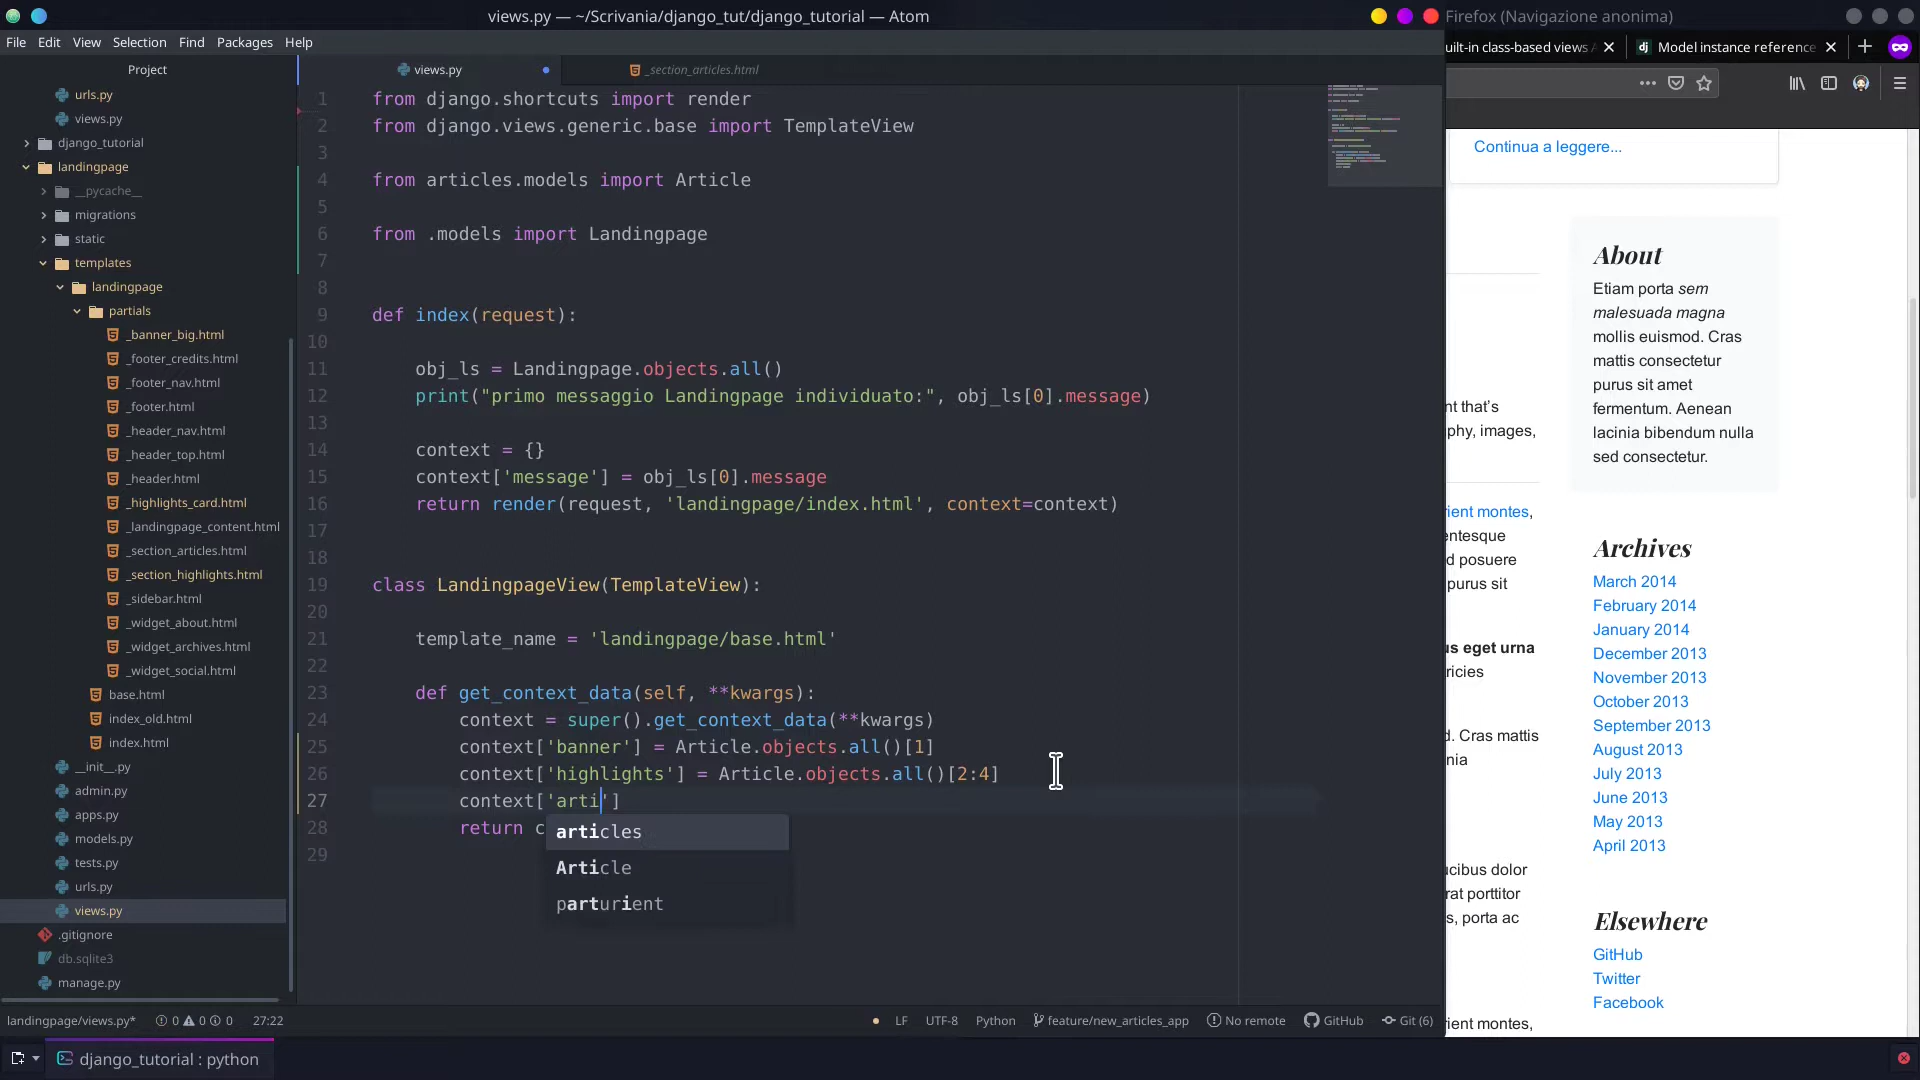 views.py — ~/Scrivania/django_tut/django_tutorial — Atom
Firefox (Navigazione anonima)
File Edit View Selection Find Packages Help
uilt-in class-based views
Model instance reference
Project
urls.py
views.py
django_tutorial
landingpage
__pycache__
migrations
static
templates
landingpage
partials
_banner_big.html
_footer_credits.html
_footer_nav.html
_footer.html
_header_nav.html
_header_top.html
_header.html
_highlights_card.html
_landingpage_content.html
_section_articles.html
_section_highlights.html
_sidebar.html
_widget_about.html
_widget_archives.html
_widget_social.html
base.html
index_old.html
index.html
__init__.py
admin.py
apps.py
models.py
tests.py
urls.py
views.py
.gitignore
db.sqlite3
manage.py
views.py
_section_articles.html
1 from django.shortcuts import render
2 from django.views.generic.base import TemplateView
3
4 from articles.models import Article
5
6 from .models import Landingpage
7
8
9 def index(request):
10
11 obj_ls = Landingpage.objects.all()
12 print("primo messaggio Landingpage individuato:", obj_ls[0].message)
13
14 context = {}
15 context['message'] = obj_ls[0].message
16 return render(request, 'landingpage/index.html', context=context)
17
18
19 class LandingpageView(TemplateView):
20
21 template_name = 'landingpage/base.html'
22
23 def get_context_data(self, **kwargs):
24 context = super().get_context_data(**kwargs)
25 context['banner'] = Article.objects.all()[1]
26 context['highlights'] = Article.objects.all()[2:4]
27 context['arti']
28 return c
29
articles
Article
parturient
Continua a leggere...
nt that's
phy, images,
rient montes,
entesque
d posuere
purus sit
us eget urna
ricies
d. Cras mattis
nia
ucibus dolor
rat porttitor
s, porta ac
rient montes,
About
Etiam porta sem
malesuada magna
mollis euismod. Cras
mattis consectetur
purus sit amet
fermentum. Aenean
lacinia bibendum nulla
sed consectetur.
Archives
March 2014
February 2014
January 2014
December 2013
November 2013
October 2013
September 2013
August 2013
July 2013
June 2013
May 2013
April 2013
Elsewhere
GitHub
Twitter
Facebook
landingpage/views.py* 0 0 0 27:22
LF UTF-8 Python feature/new_articles_app No remote GitHub Git (6)
django_tutorial : python